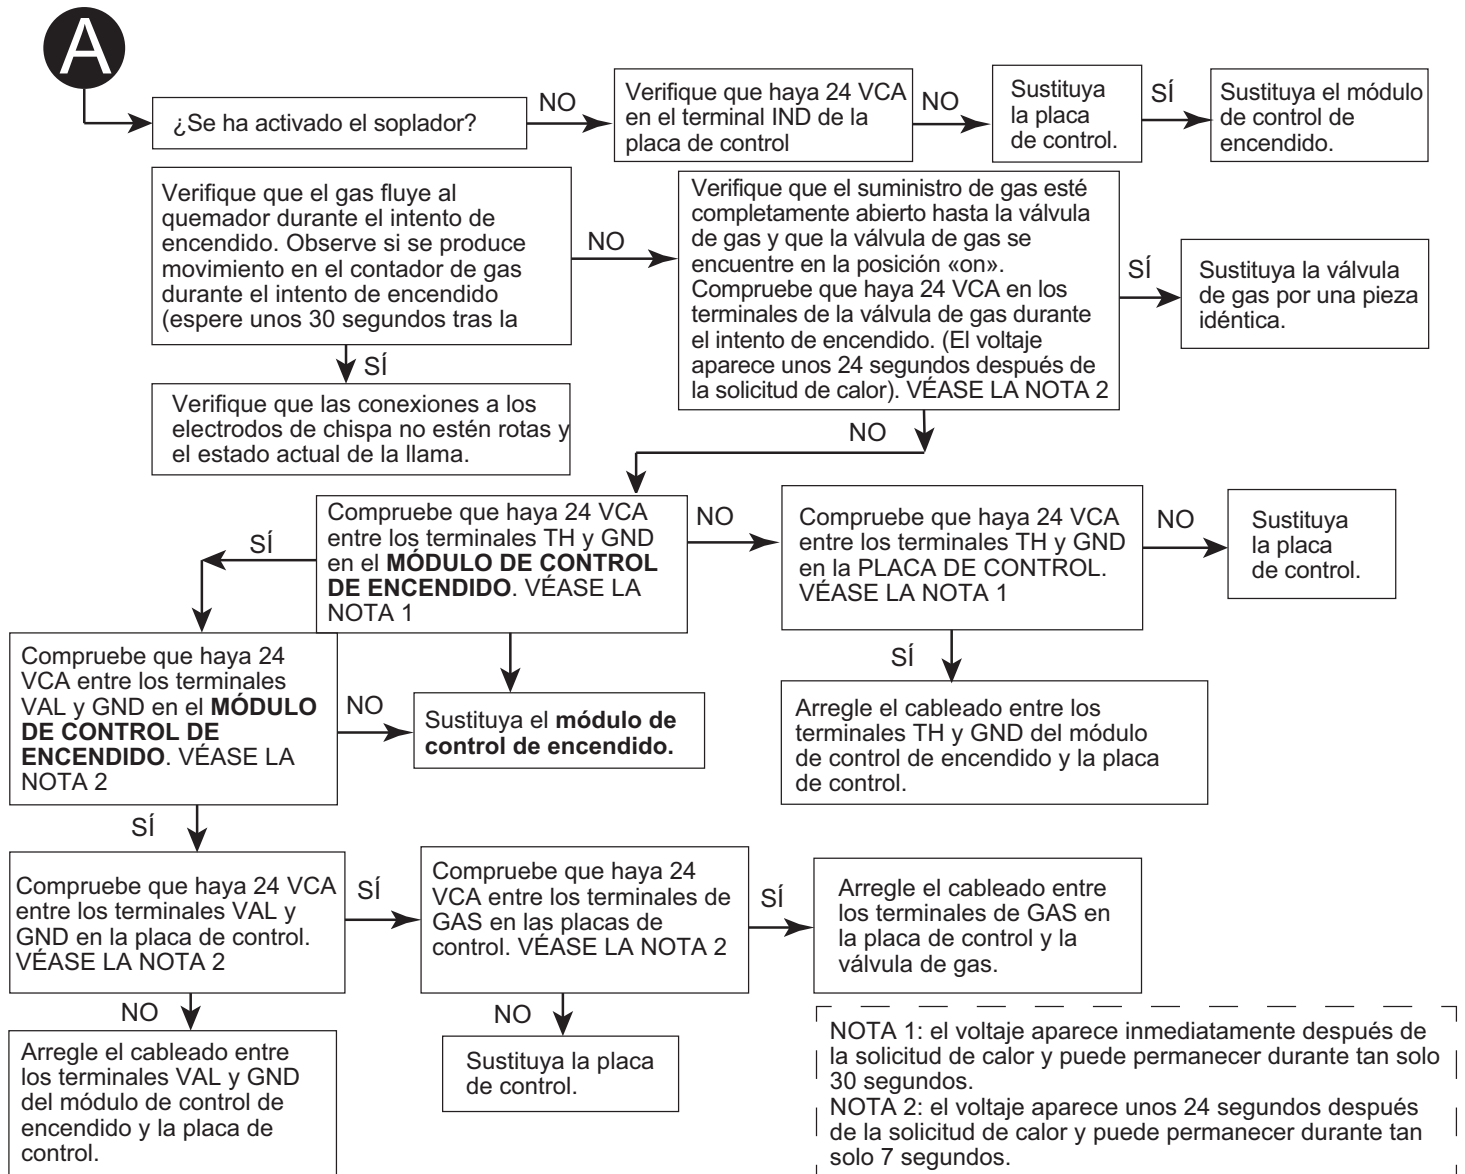 A
¿Se ha activado el soplador?
NO
Verifique que haya 24 VCA
en el terminal IND de la
placa de control
NO
Sustituya
la placa
de control.
SÍ
Sustituya el módulo
de control de
encendido.
Verifique que el gas fluye al
quemador durante el intento de
encendido. Observe si se produce
movimiento en el contador de gas
durante el intento de encendido
(espere unos 30 segundos tras la
NO
Verifique que el suministro de gas esté
completamente abierto hasta la válvula
de gas y que la válvula de gas se
encuentre en la posición «on».
Compruebe que haya 24 VCA en los
terminales de la válvula de gas durante
el intento de encendido. (El voltaje
aparece unos 24 segundos después de
la solicitud de calor). VÉASE LA NOTA 2
SÍ
Sustituya la válvula
de gas por una pieza
idéntica.
SÍ
Verifique que las conexiones a los
electrodos de chispa no estén rotas y
el estado actual de la llama.
NO
Compruebe que haya 24 VCA
entre los terminales TH y GND
en el MÓDULO DE CONTROL
DE ENCENDIDO. VÉASE LA
NOTA 1
NO
Compruebe que haya 24 VCA
entre los terminales TH y GND
en la PLACA DE CONTROL.
VÉASE LA NOTA 1
NO
Sustituya
la placa
de control.
SÍ
Compruebe que haya 24
VCA entre los terminales
VAL y GND en el MÓDULO
DE CONTROL DE
ENCENDIDO. VÉASE LA
NOTA 2
NO
Sustituya el módulo de
control de encendido.
SÍ
Arregle el cableado entre los
terminales TH y GND del módulo
de control de encendido y la placa
de control.
SÍ
Compruebe que haya 24 VCA
entre los terminales VAL y
GND en la placa de control.
VÉASE LA NOTA 2
SÍ
Compruebe que haya 24
VCA entre los terminales de
GAS en las placas de
control. VÉASE LA NOTA 2
SÍ
Arregle el cableado entre
los terminales de GAS en
la placa de control y la
válvula de gas.
NO
Arregle el cableado entre
los terminales VAL y GND
del módulo de control de
encendido y la placa de
control.
NO
Sustituya la placa
de control.
NOTA 1: el voltaje aparece inmediatamente después de
la solicitud de calor y puede permanecer durante tan solo
30 segundos.
NOTA 2: el voltaje aparece unos 24 segundos después
de la solicitud de calor y puede permanecer durante tan
solo 7 segundos.